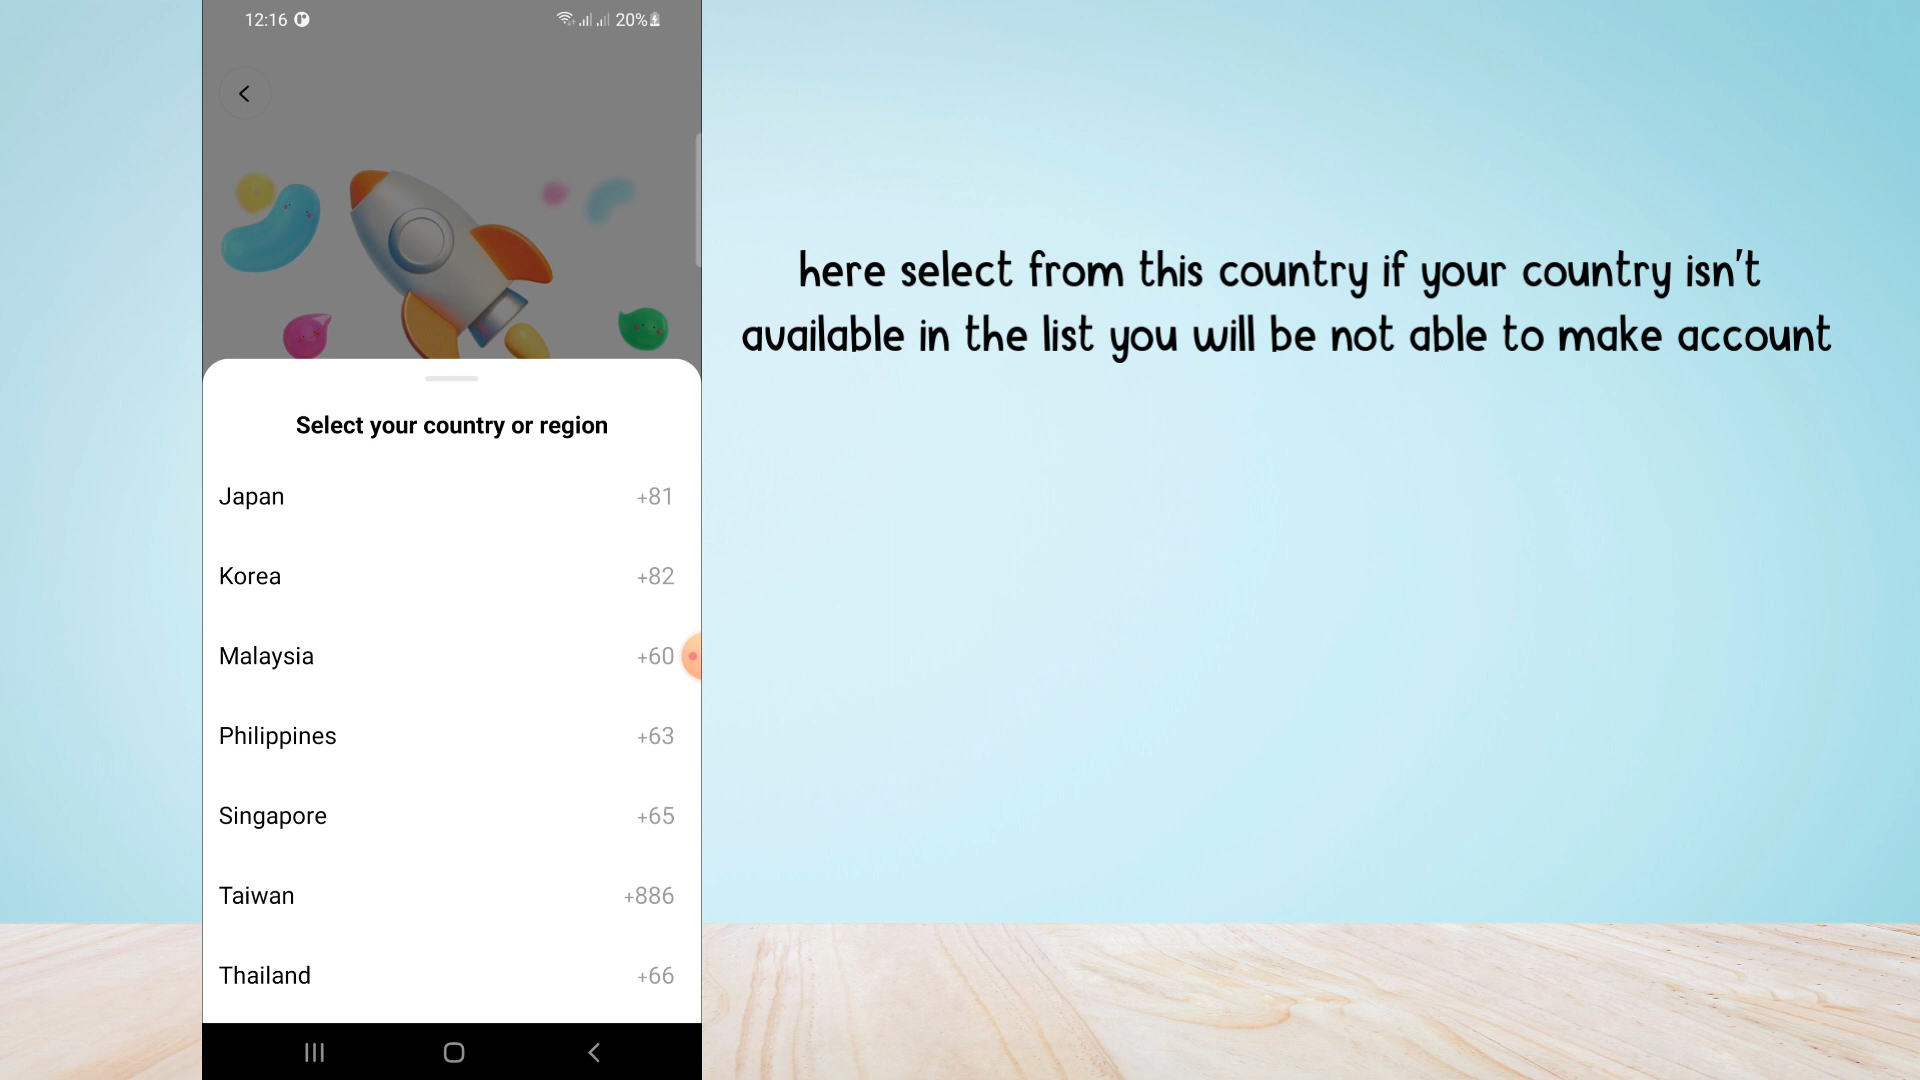 12:16
20%
here select from this country if your country isn't
available in the list you will be not able to make account
Select your country or region
Japan +81
Korea +82
Malaysia +60
Philippines +63
Singapore +65
Taiwan +886
Thailand +66